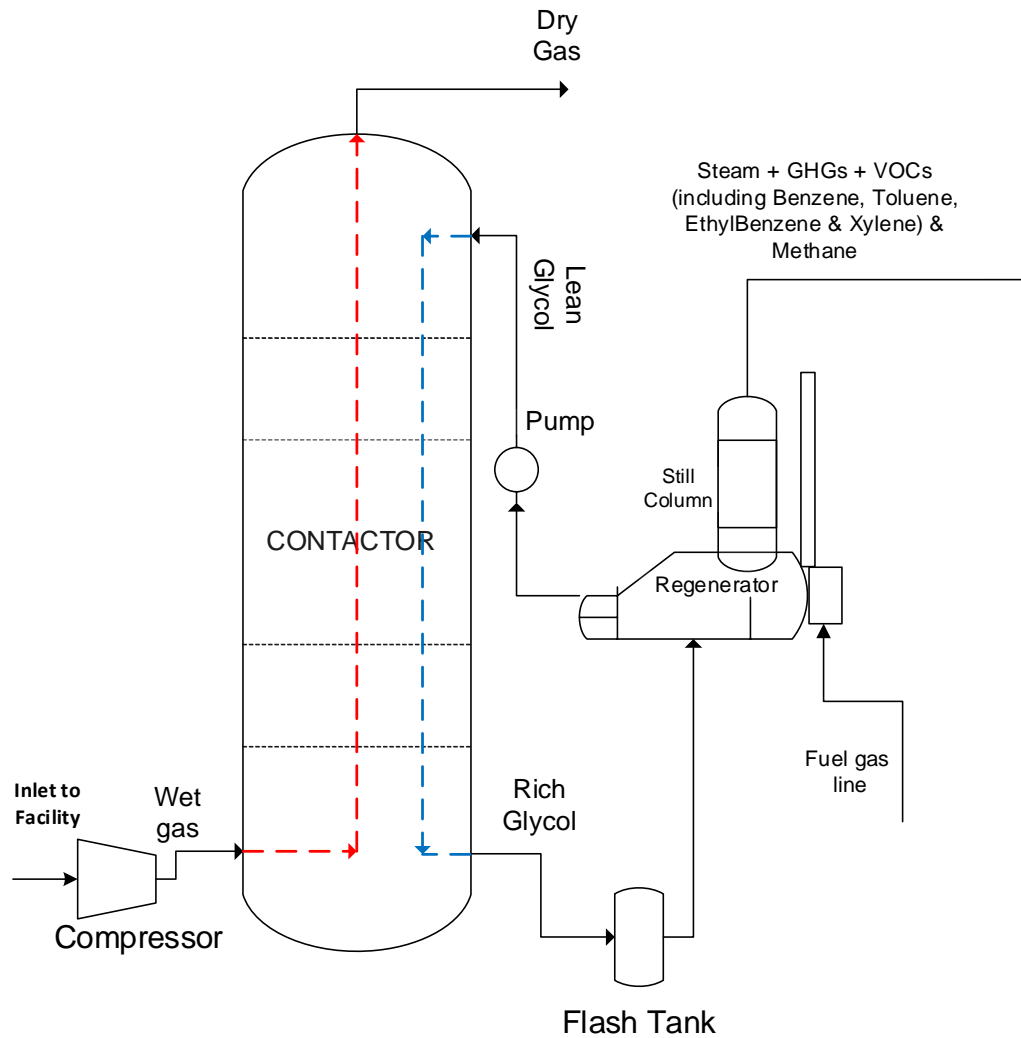 Dry
Gas
Steam + GHGs + VOCs
(including Benzene, Toluene,
EthylBenzene & Xylene) &
Methane
Lean
Glycol
Pump
Still
Column
CONTACTOR
Regenerator
Fuel gas
line
Inlet to
Facility
Wet
gas
Rich
Glycol
Compressor
Flash Tank